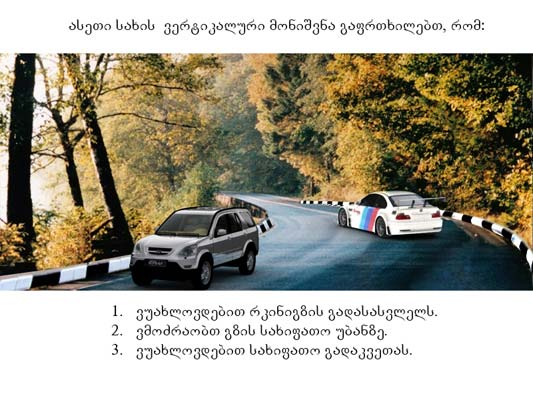 ასეთი სახის ვერტიკალური მონიშვნა გაფრთხილებთ, რომ:
1. ვუახლოვდებით რკინიგზის გადასასვლელს.
2. ვმოძრაობთ გზის სახიფათო უბანზე.
3. ვუახლოვდებით სახიფათო გადაკვეთას.